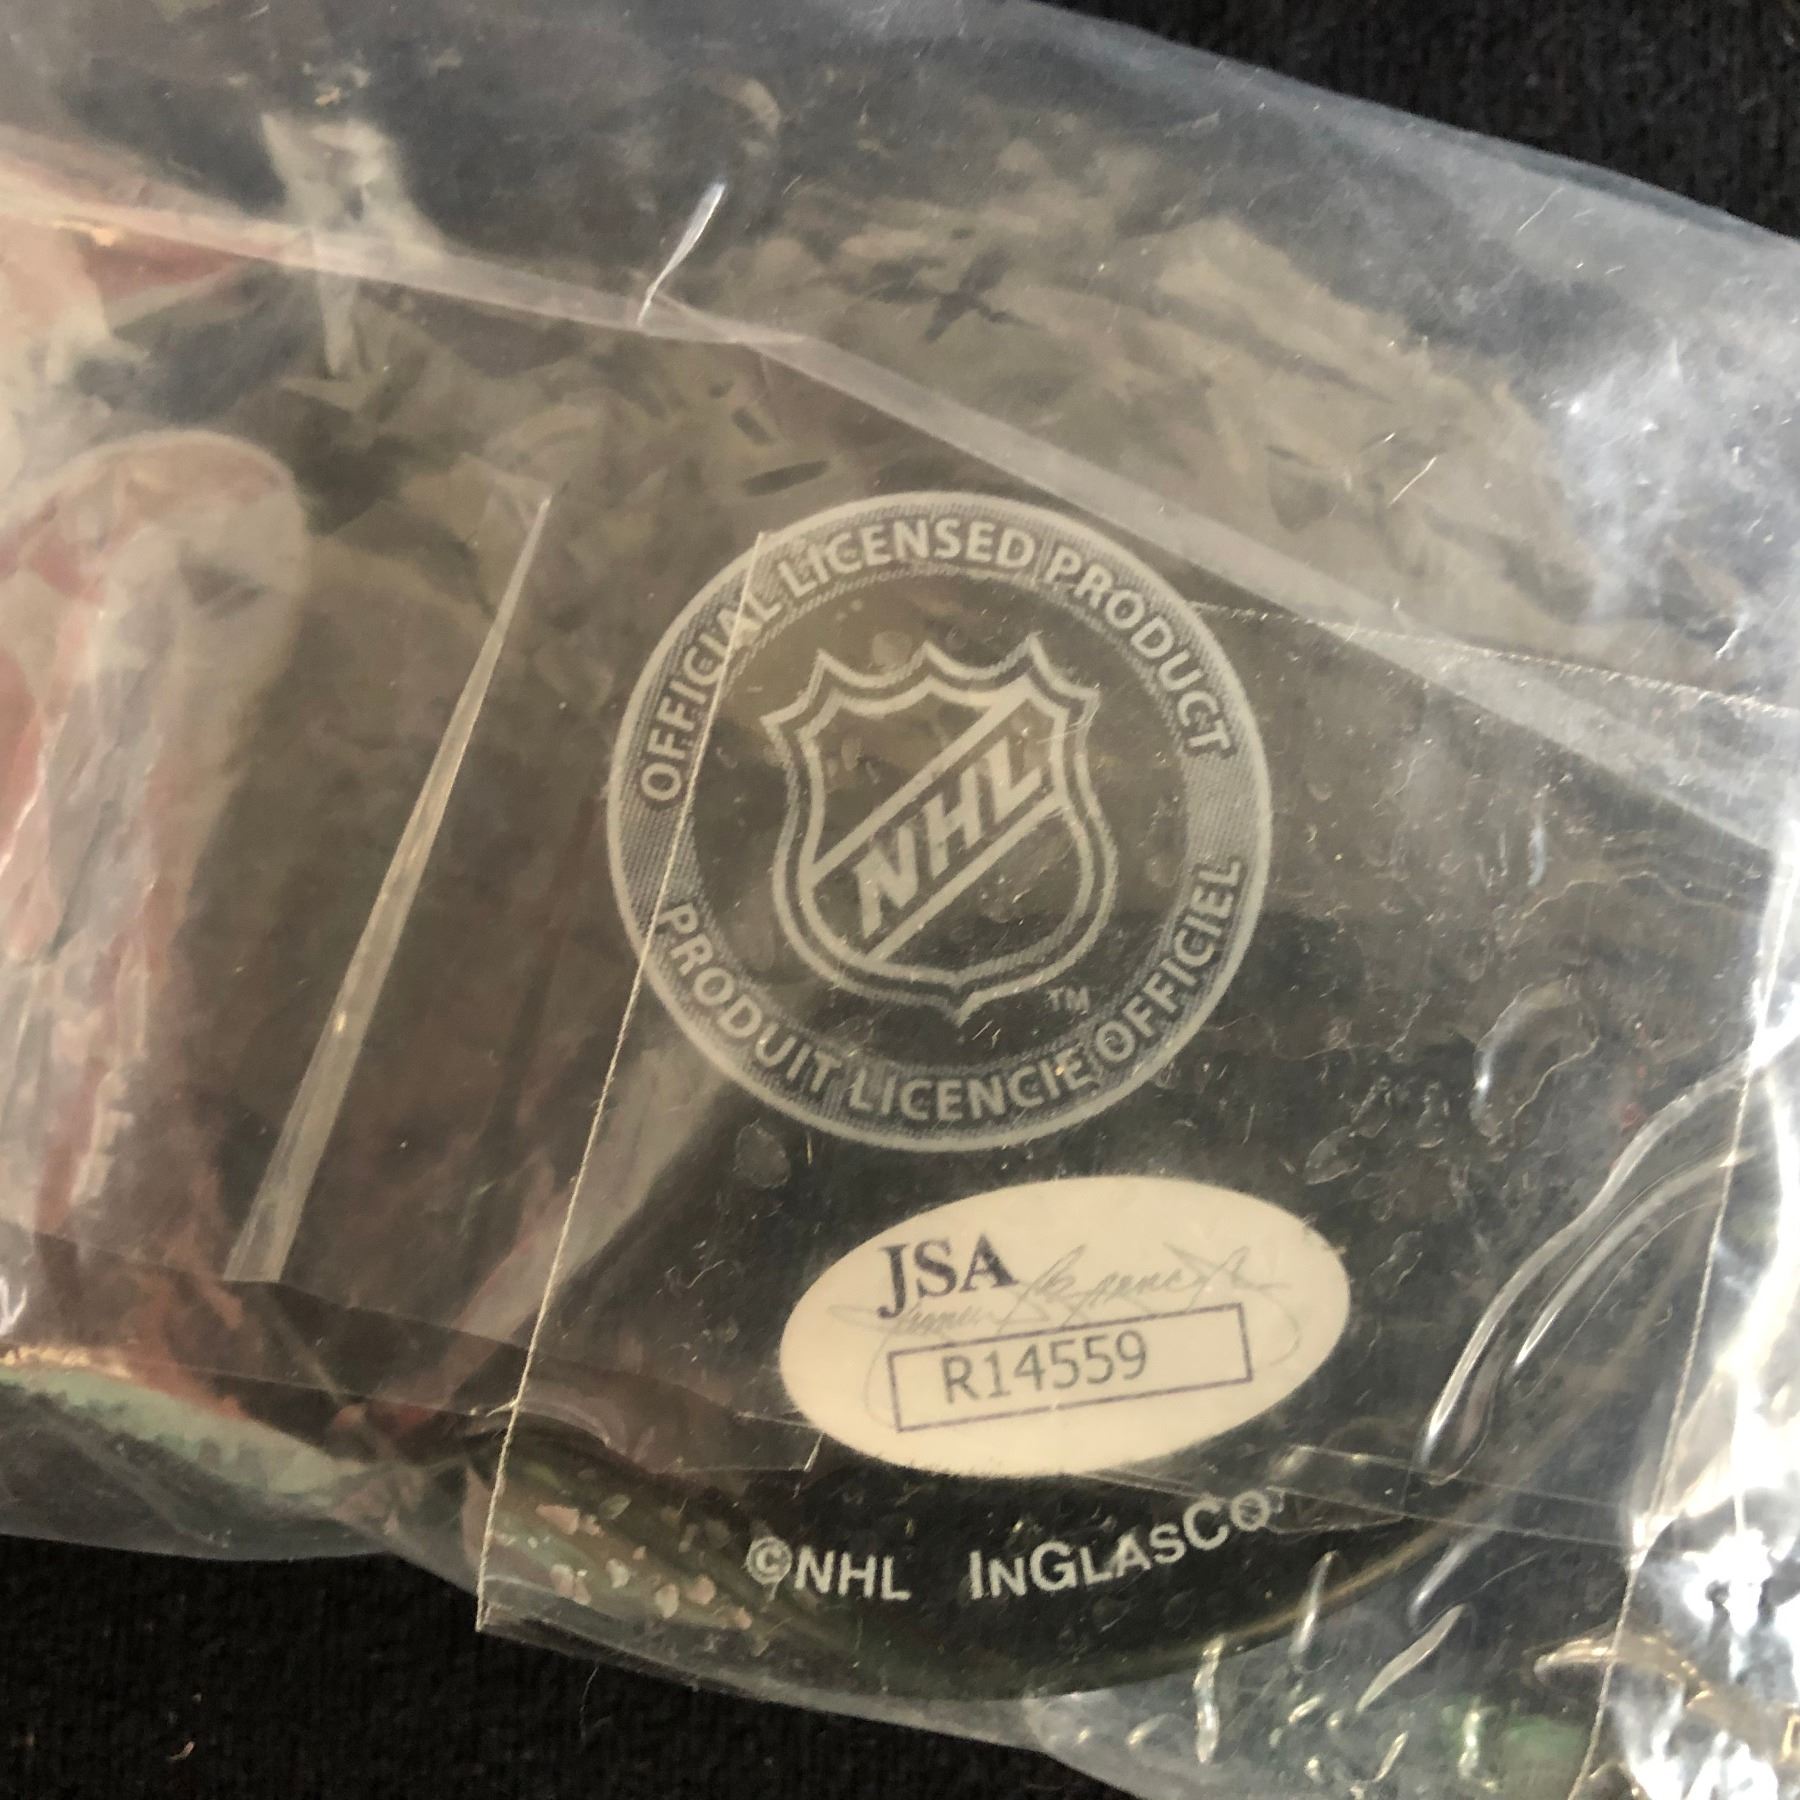 OFFICIAL LICENSED PRODUCT
NHL
TM
PRODUIT LICENCIE OFFICIEL
JSA
R14559
©NHL INGLASCO